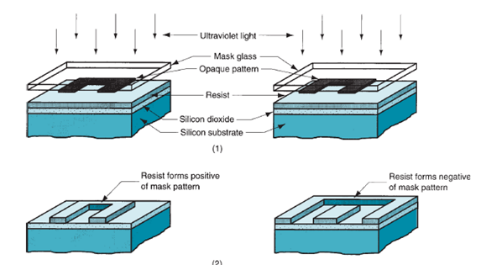 Ultraviolet light
Mask glass
Opaque pattern
Resist
Silicon dioxide
Silicon substrate
(1)
Resist forms positive
of mask pattern
Resist forms negative
of mask pattern
(2)